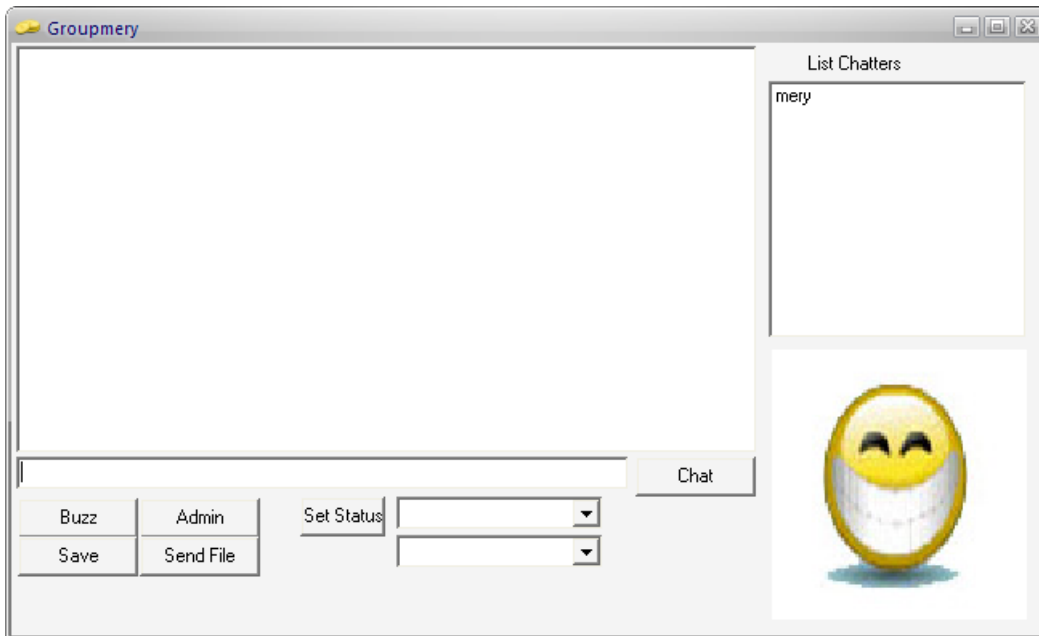 Groupmery
List Chatters
mery
Chat
Buzz
Admin
Set Status
Save
Send File